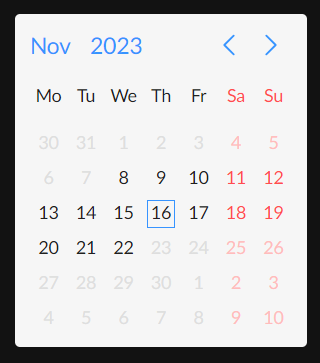 Nov 2023
Mo Tu We Th Fr Sa Su
30 31 1 2 3 4 5
6 7 8 9 10 11 12
13 14 15 16 17 18 19
20 21 22 23 24 25 26
27 28 29 30 1 2 3
4 5 6 7 8 9 10